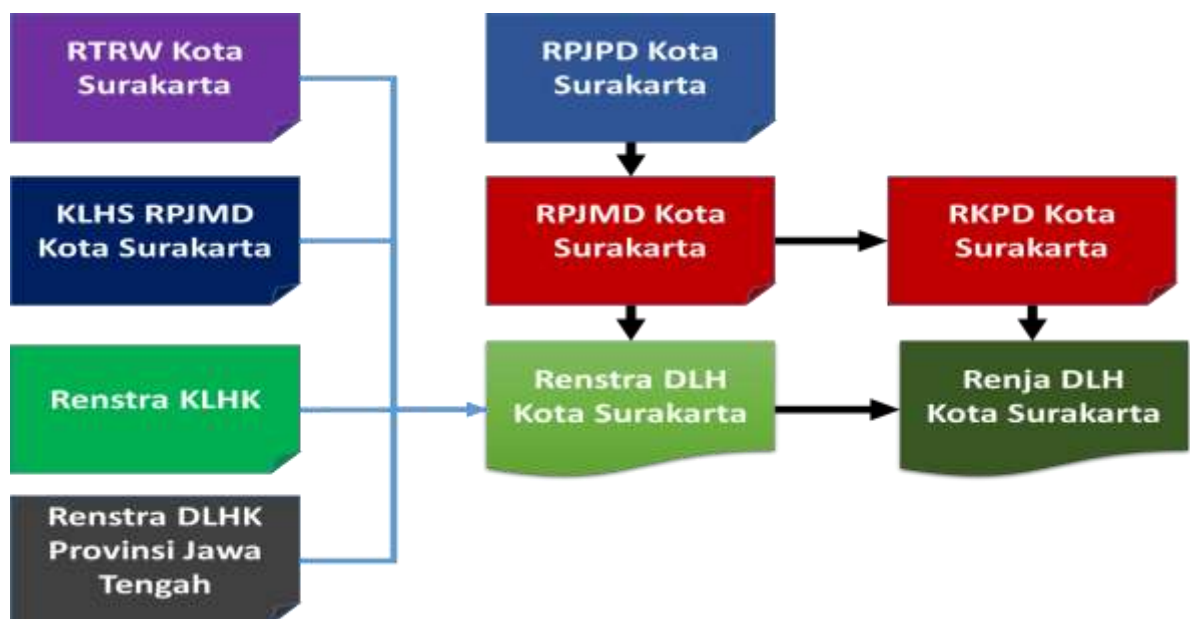 RTRW Kota
Surakarta
RPJPD Kota
Surakarta
KLHS RPJMD
Kota Surakarta
RPJMD Kota
Surakarta
RKPD Kota
Surakarta
Renstra KLHK
Renstra DLH
Kota Surakarta
Renja DLH
Kota Surakarta
Renstra DLHK
Provinsi Jawa
Tengah